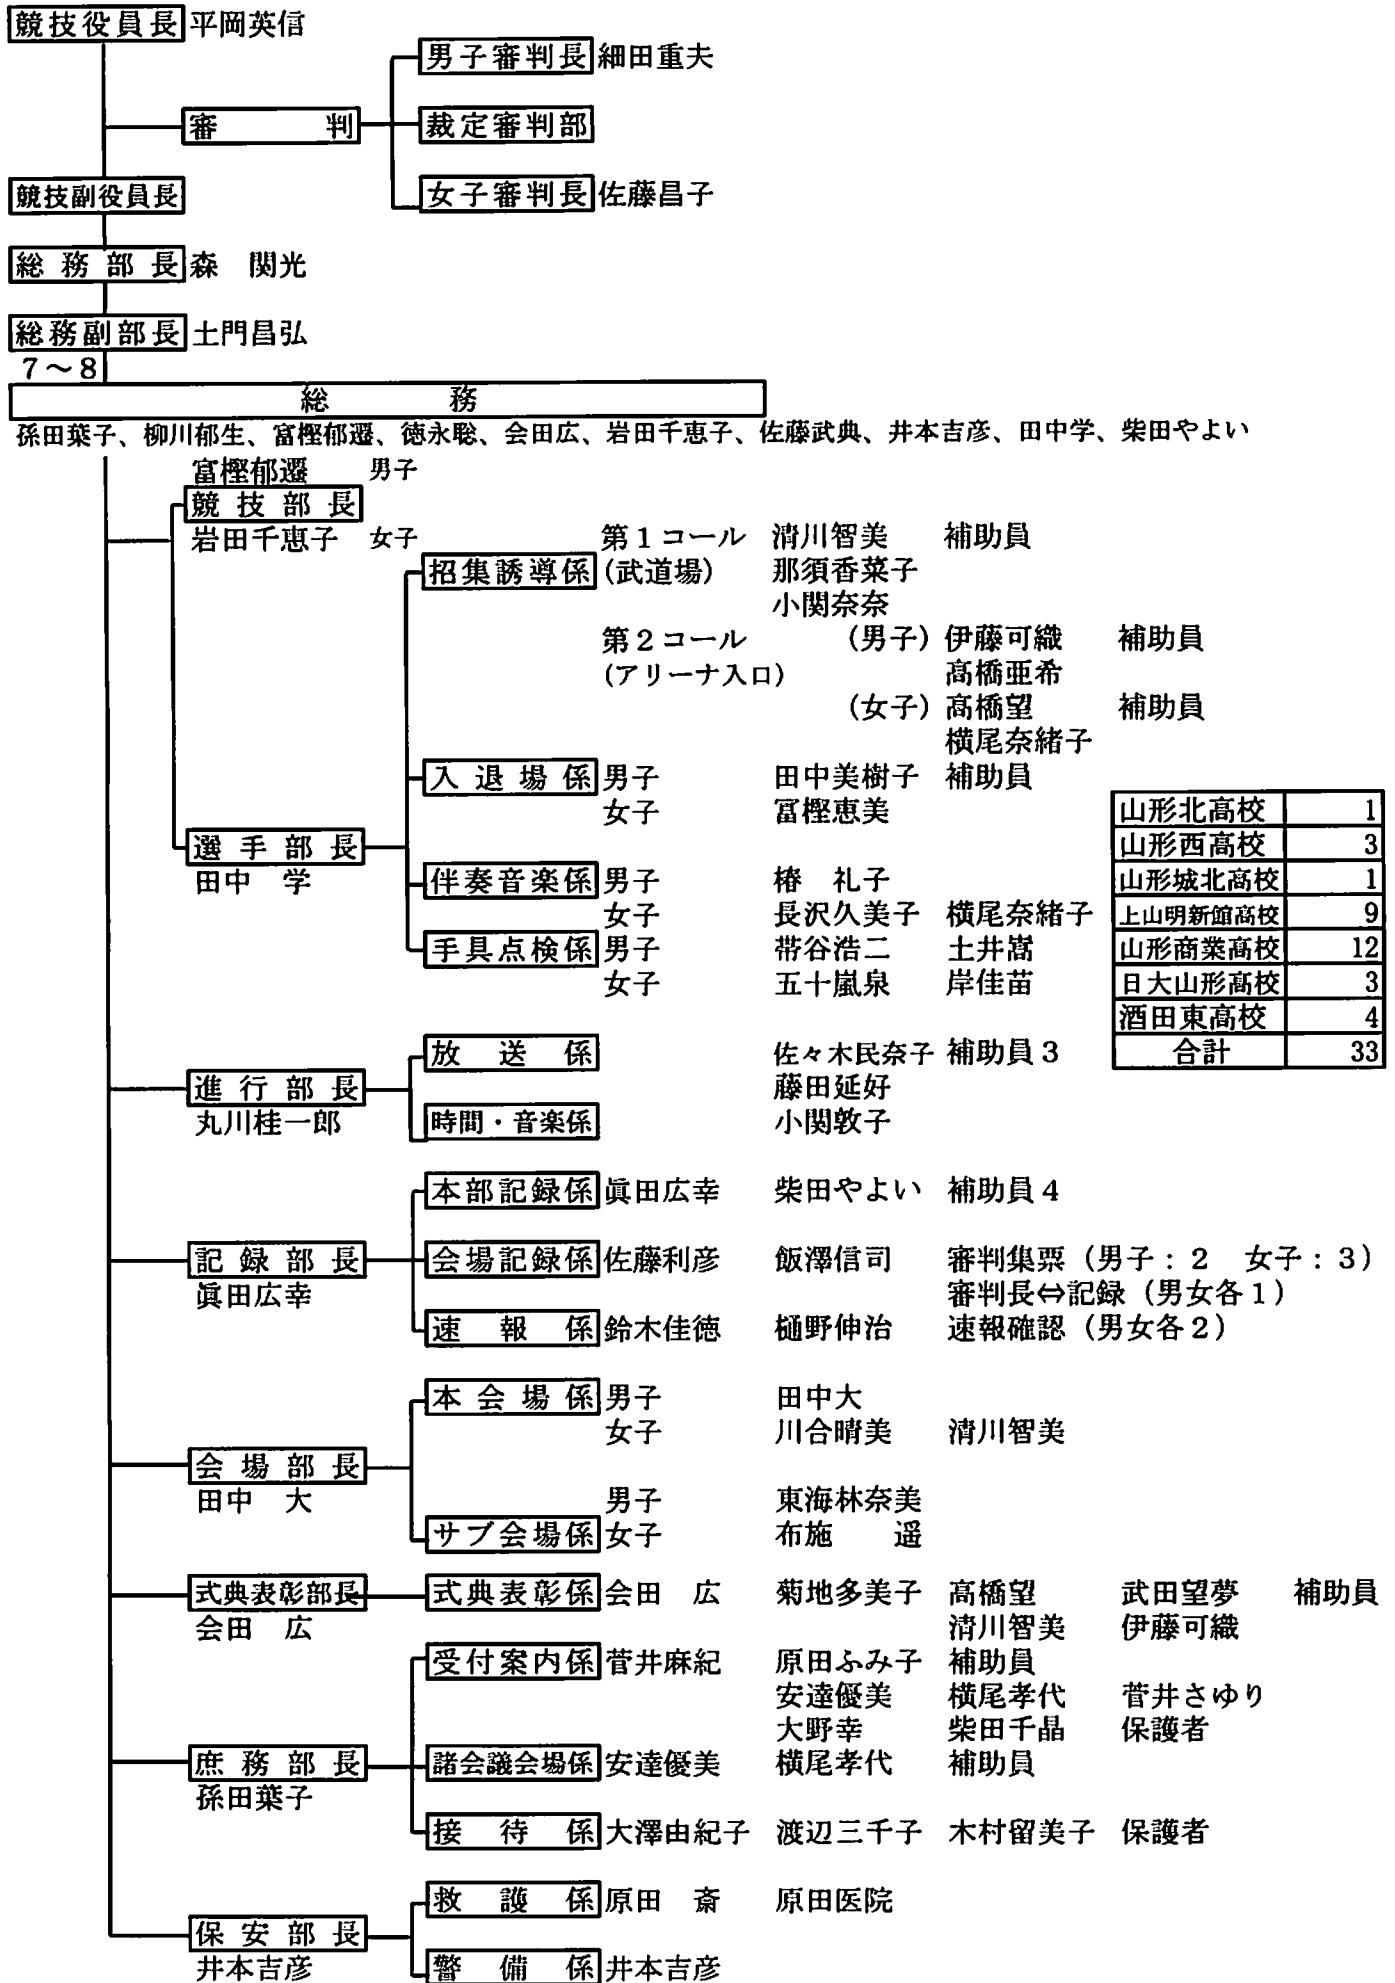 競技役員長 平岡英信
男子審判長 細田重夫
審 判 裁定審判部
競技副役員長 女子審判長 佐藤昌子
総務部長 森 関光
総務副部長 土門昌弘
7～8
総 務
孫田葉子、柳川郁生、富樫郁遷、徳永聡、会田広、岩田千恵子、佐藤武典、井本吉彦、田中学、柴田やよい
富樫郁遷 男子
競技部長
岩田千恵子 女子 第1コール 清川智美 補助員
招集誘導係 (武道場) 那須香菜子
小関奈奈
第2コール (男子) 伊藤可織 補助員
(アリーナ入口) 高橋亜希
(女子) 高橋望 補助員
横尾奈緒子
入退場係 男子 田中美樹子 補助員
女子 冨樫恵美
山形北高校 1
山形西高校 3
山形城北高校 1
上山明新館高校 9
山形商業高校 12
日大山形高校 3
酒田東高校 4
合計 33
選手部長
田中 学 伴奏音楽係 男子 椿 礼子
女子 長沢久美子 横尾奈緒子
手具点検係 男子 帯谷浩二 土井嵩
女子 五十嵐泉 岸佳苗
放送係 佐々木民奈子 補助員3
進行部長 藤田延好
丸川桂一郎 時間・音楽係 小関敦子
本部記録係 眞田広幸 柴田やよい 補助員4
記録部長 会場記録係 佐藤利彦 飯澤信司 審判集票（男子：2 女子：3）
眞田広幸 審判長⇔記録（男女各1）
速報係 鈴木佳徳 樋野伸治 速報確認（男女各2）
本会場係 男子 田中大
女子 川合晴美 清川智美
会場部長
田中 大 男子 東海林奈美
サブ会場係 女子 布施 遥
式典表彰部長 式典表彰係 会田 広 菊地多美子 高橋望 武田望夢 補助員
会田 広 清川智美 伊藤可織
受付案内係 菅井麻紀 原田ふみ子 補助員
安達優美 横尾孝代 菅井さゆり
大野幸 柴田千晶 保護者
庶務部長 諸会議会場係 安達優美 横尾孝代 補助員
孫田葉子
接待係 大澤由紀子 渡辺三千子 木村留美子 保護者
救護係 原田 斎 原田医院
保安部長
井本吉彦 警備係 井本吉彦